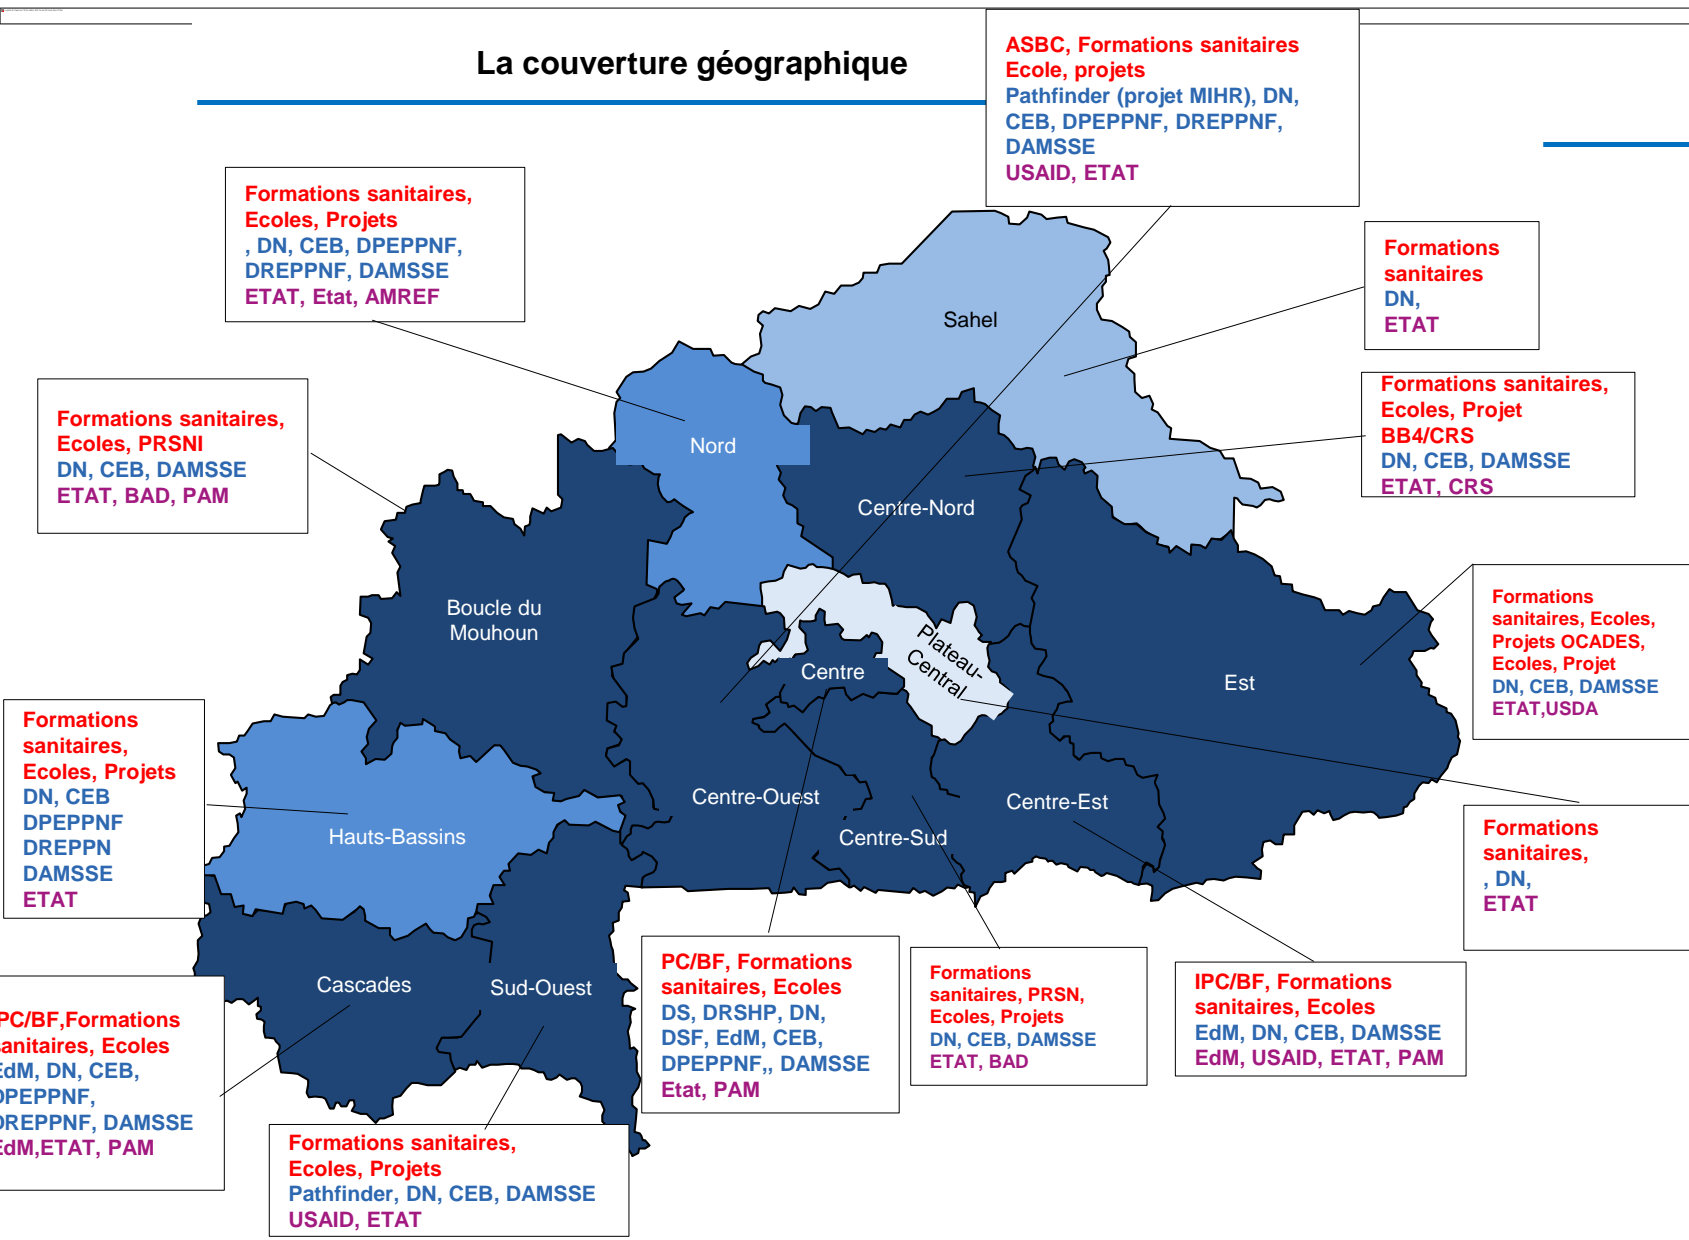 La couverture géographique
ASBC, Formations sanitaires
Ecole, projets
Pathfinder (projet MIHR), DN,
CEB, DPEPPNF, DREPPNF,
DAMSSE
USAID, ETAT
Formations sanitaires,
Ecoles, Projets
, DN, CEB, DPEPPNF,
DREPPNF, DAMSSE
ETAT, Etat, AMREF
Formations
sanitaires
DN,
ETAT
Formations sanitaires,
Ecoles, PRSNI
DN, CEB, DAMSSE
ETAT, BAD, PAM
Formations sanitaires,
Ecoles, Projet
BB4/CRS
DN, CEB, DAMSSE
ETAT, CRS
Sahel
Nord
Centre-Nord
Boucle du
Mouhoun
Plateau-
Central
Centre
Est
Centre-Ouest
Centre-Est
Centre-Sud
Hauts-Bassins
Cascades
Sud-Ouest
Formations
sanitaires, Ecoles,
Projets OCADES,
Ecoles, Projet
DN, CEB, DAMSSE
ETAT,USDA
Formations
sanitaires,
Ecoles, Projets
DN, CEB
DPEPPNF
DREPPN
DAMSSE
ETAT
Formations
sanitaires,
, DN,
ETAT
PC/BF,Formations
sanitaires, Ecoles
EdM, DN, CEB,
DPEPPNF,
DREPPNF, DAMSSE
EdM,ETAT, PAM
PC/BF, Formations
sanitaires, Ecoles
DS, DRSHP, DN,
DSF, EdM, CEB,
DPEPPNF,, DAMSSE
Etat, PAM
Formations
sanitaires, PRSN,
Ecoles, Projets
DN, CEB, DAMSSE
ETAT, BAD
IPC/BF, Formations
sanitaires, Ecoles
EdM, DN, CEB, DAMSSE
EdM, USAID, ETAT, PAM
Formations sanitaires,
Ecoles, Projets
Pathfinder, DN, CEB, DAMSSE
USAID, ETAT